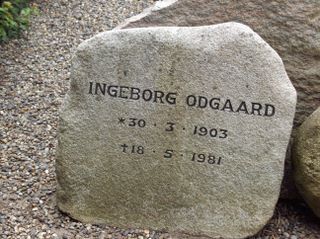 INGEBORG ODGAARD
*30 · 3 · 1903
†18 · 5 · 1981